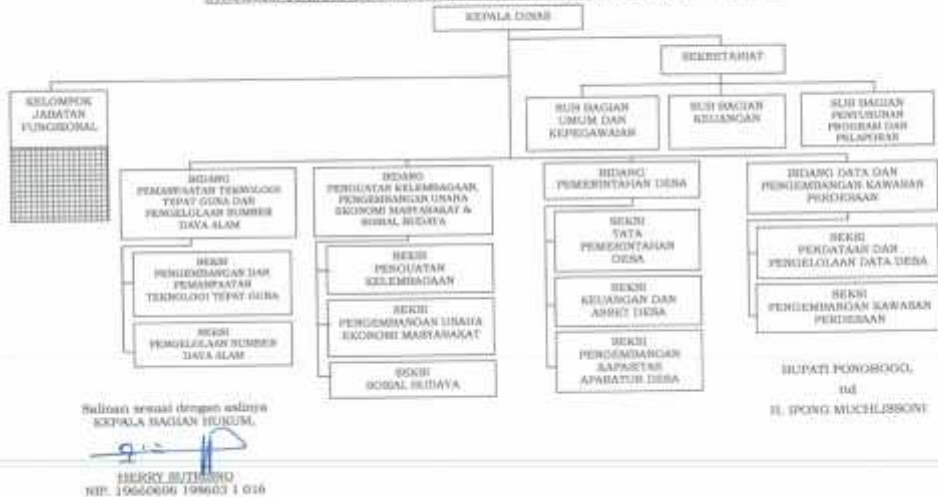 KEPALA DINAS
SEKRETARIAT
KELOMPOK
JABATAN
FUNGSIONAL
SUB BAGIAN
UMUM DAN
KEPEGAWAIAN
SUB BAGIAN
KEUANGAN
SUB BAGIAN
PENYUSUNAN
PROGRAM DAN
PELAPORAN
BIDANG
PEMANFAATAN TEKNOLOGI
TEPAT GUNA DAN
PENGELOLAAN SUMBER
DAYA ALAM
BIDANG
PENGUATAN KELEMBAGAAN,
PENGEMBANGAN USAHA
EKONOMI MASYARAKAT &
SOSIAL BUDAYA
BIDANG
PEMERINTAHAN DESA
BIDANG DATA DAN
PENGEMBANGAN KAWASAN
PERDESAAN
SEKSI
PENGEMBANGAN DAN
PEMANFAATAN
TEKNOLOGI TEPAT GUNA
SEKSI
PENGELOLAAN SUMBER
DAYA ALAM
SEKSI
PENGUATAN
KELEMBAGAAN
SEKSI
PENGEMBANGAN USAHA
EKONOMI MASYARAKAT
SEKSI
SOSIAL BUDAYA
SEKSI
TATA
PEMERINTAHAN
DESA
SEKSI
KEUANGAN DAN
ASSET DESA
SEKSI
PENGEMBANGAN
KAPASITAS
APARATUR DESA
SEKSI
PENDATAAN DAN
PENGELOLAAN DATA DESA
SEKSI
PENGEMBANGAN KAWASAN
PERDESAAN
BUPATI PONOROGO,
ttd
H. IPONG MUCHLISSONI
Salinan sesuai dengan aslinya
KEPALA BAGIAN HUKUM,
HERRY SUTRISNO
NIP. 19660606 198603 1 016